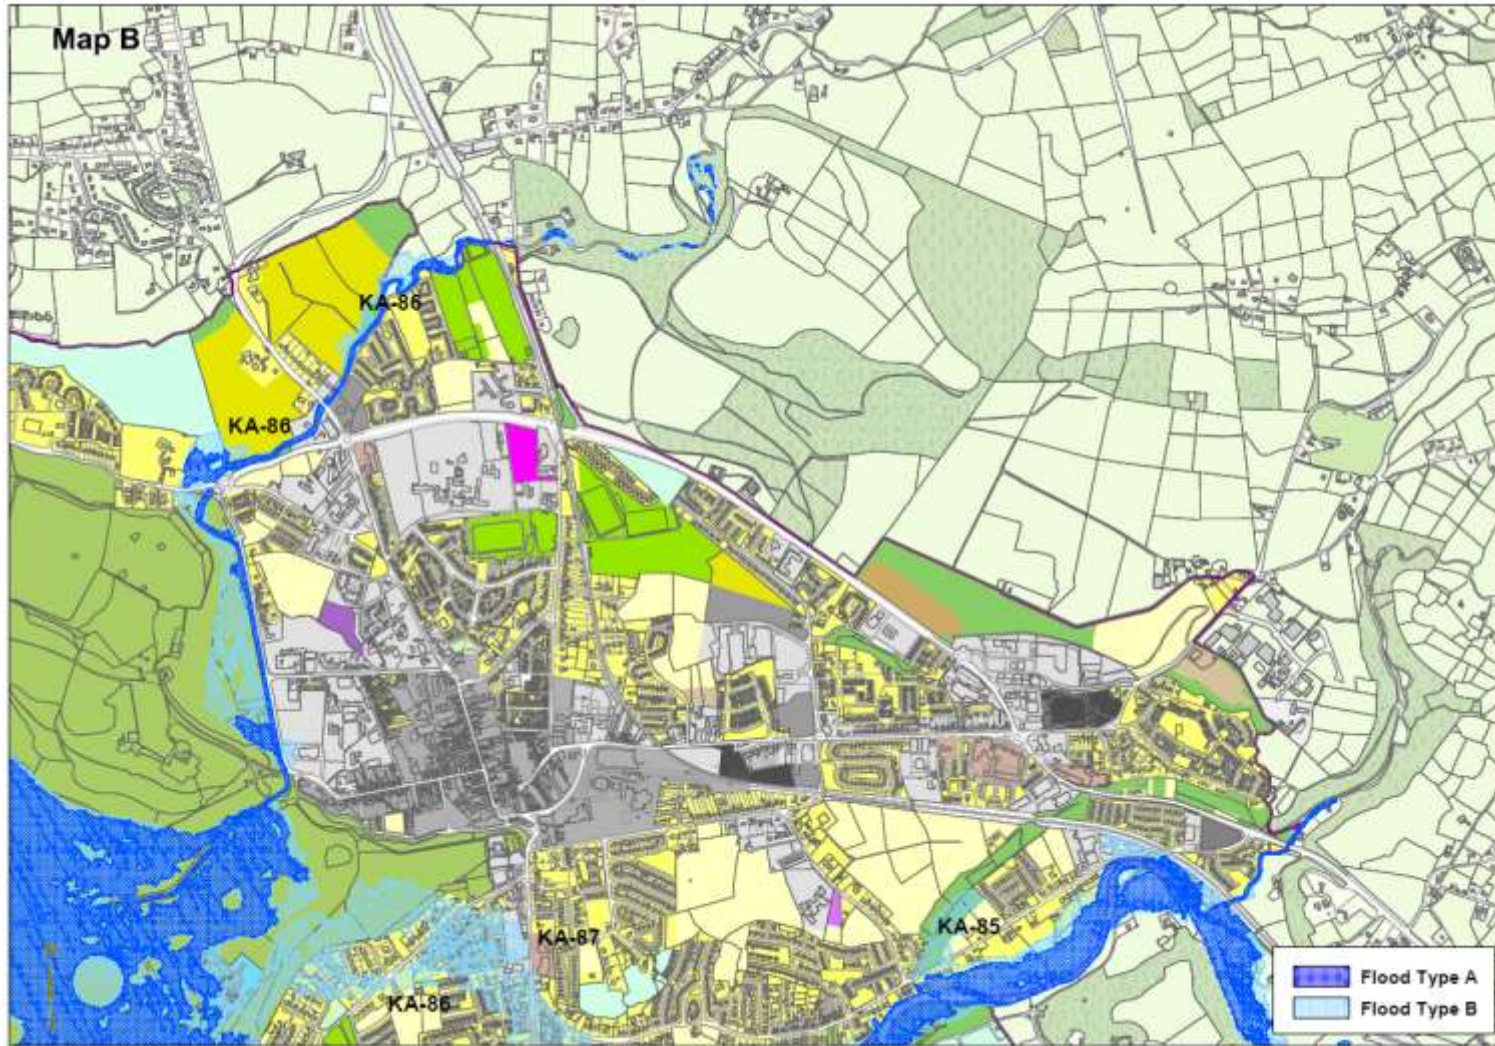 Map B
KA-86
KA-86
KA-87
KA-85
KA-86
Flood Type A
Flood Type B